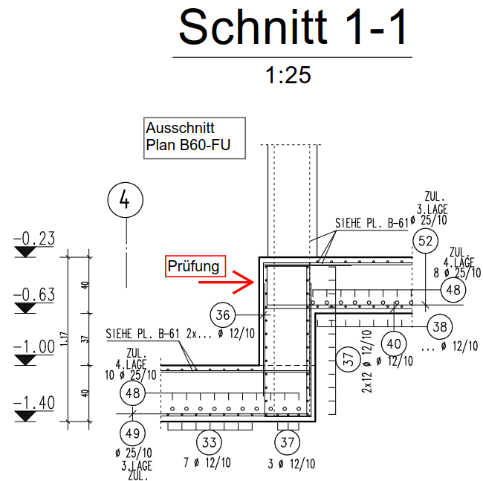 Schnitt 1-1
1:25
Ausschnitt
Plan B60-FU
4
ZUL.
3.LAGE
ø 25/10
SIEHE PL. B-61
52
-0.23
ZUL.
4.LAGE
8 ø 25/10
Prüfung
40
48
-0.63
36
ø 12/10
38
... ø 12/10
SIEHE PL. B-61 2x... ø 12/10
1.17
37
40
ø 12/10
37
2x12 ø 12/10
-1.00
ZUL.
4.LAGE
10 ø 25/10
48
40
-1.40
49
ø 25/10
3.LAGE
ZUL.
33
7 ø 12/10
37
3 ø 12/10